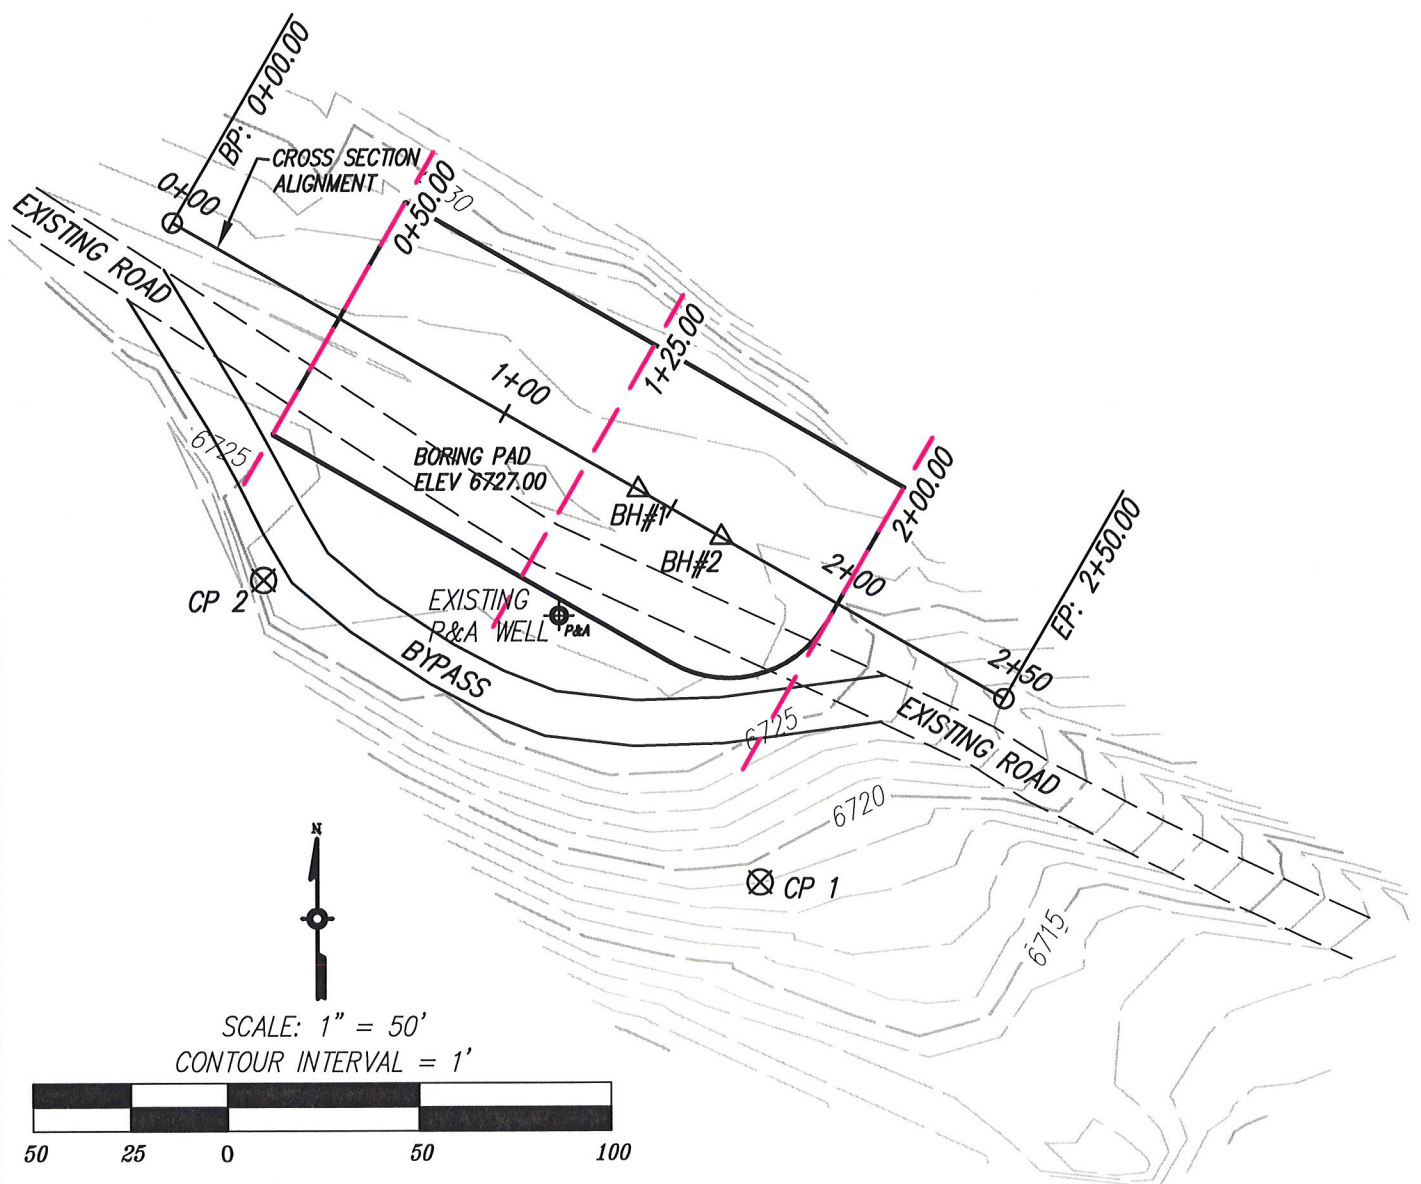 BP: 0+00.00
CROSS SECTION
ALIGNMENT
0+00
0+50.00
30
EXISTING ROAD
1+25.00
1+00
6725
BORING PAD
ELEV 6727.00
BH#1
BH#2
2+00.00
2+00
EP: 2+50.00
CP 2
EXISTING
P&A WELL
P&A
BYPASS
2+50
6725
EXISTING ROAD
6720
CP 1
6715
N
SCALE: 1" = 50'
CONTOUR INTERVAL = 1'
50 25 0 50 100